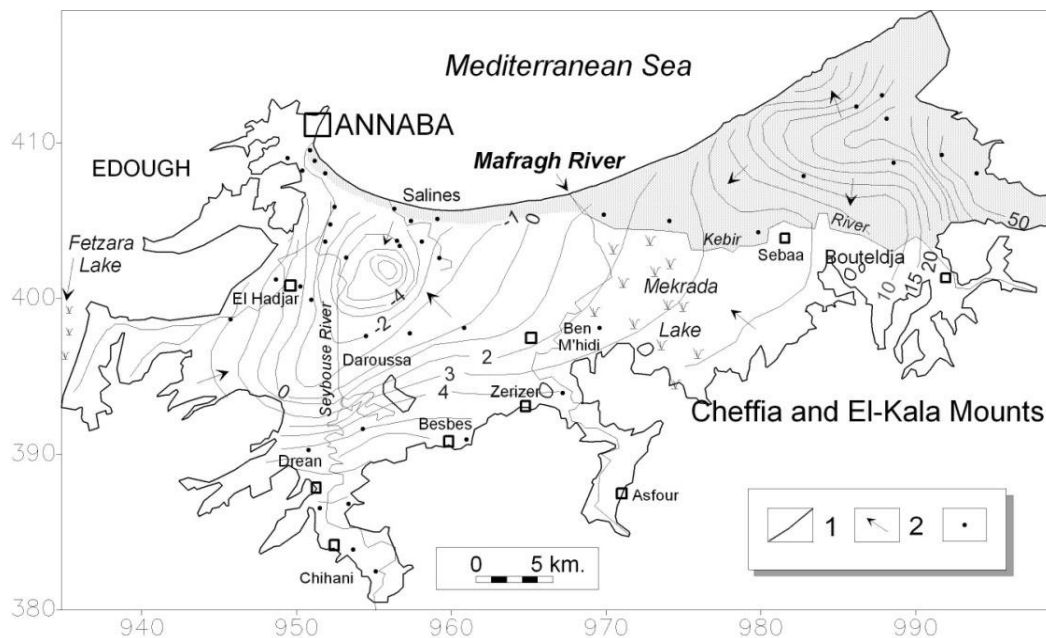 Mediterranean Sea
410
ANNABA
EDOUGH
Mafragh River
Salines
-1
0
50
Fetzara
Lake
Kebir
River
Sebaa
Bouteldja
400
El Hadjar
-4
-2
Mekrada
Lake
10
15
20
Ben
M'hidi
Daroussa
Seybouse River
2
3
4
0
Zerizer
Besbes
Cheffia and El-Kala Mounts
390
Drean
Asfour
1
2
0
5 km.
Chihani
380
940
950
960
970
980
990